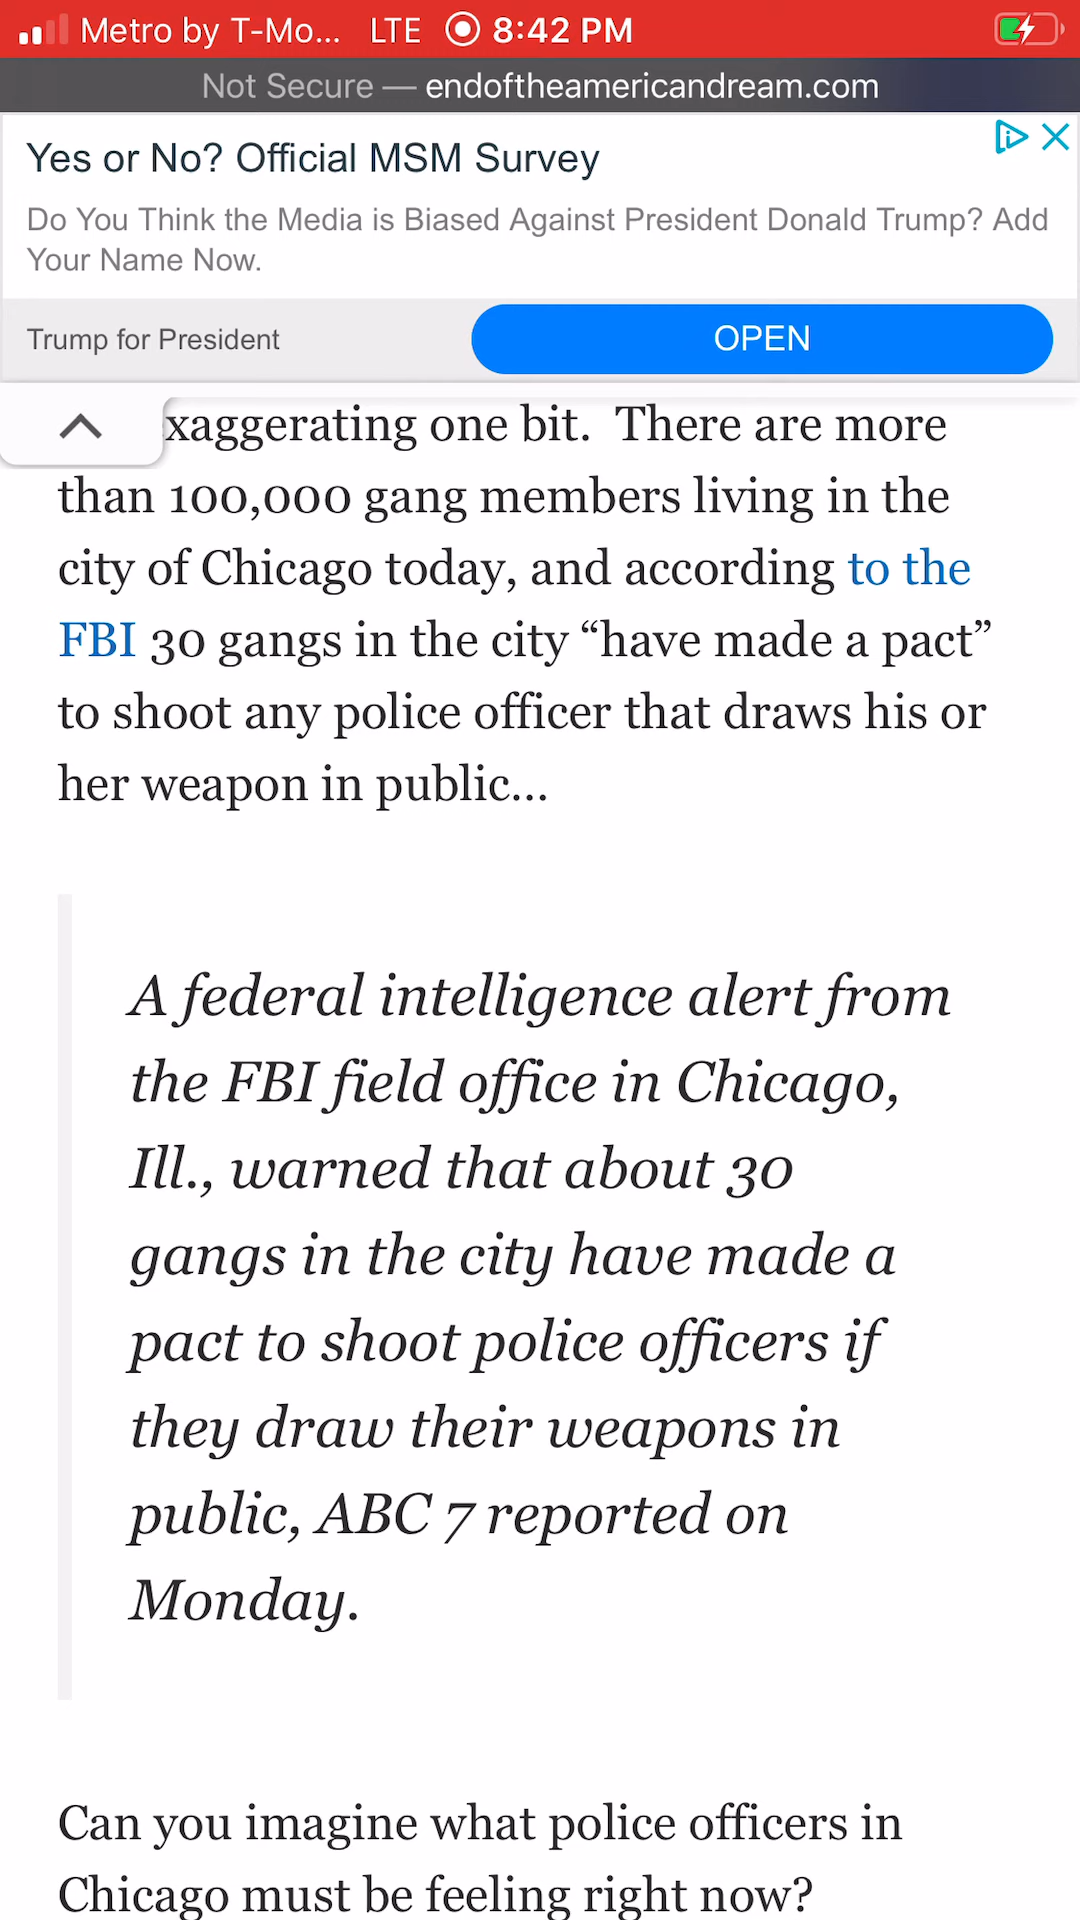 Metro by T-Mo... LTE 8:42 PM
Not Secure — endoftheamericandream.com
Yes or No? Official MSM Survey
Do You Think the Media is Biased Against President Donald Trump? Add
Your Name Now.
Trump for President
OPEN
xaggerating one bit.  There are more
than 100,000 gang members living in the
city of Chicago today, and according to the
FBI 30 gangs in the city “have made a pact”
to shoot any police officer that draws his or
her weapon in public…
A federal intelligence alert from
the FBI field office in Chicago,
Ill., warned that about 30
gangs in the city have made a
pact to shoot police officers if
they draw their weapons in
public, ABC 7 reported on
Monday.
Can you imagine what police officers in
Chicago must be feeling right now?